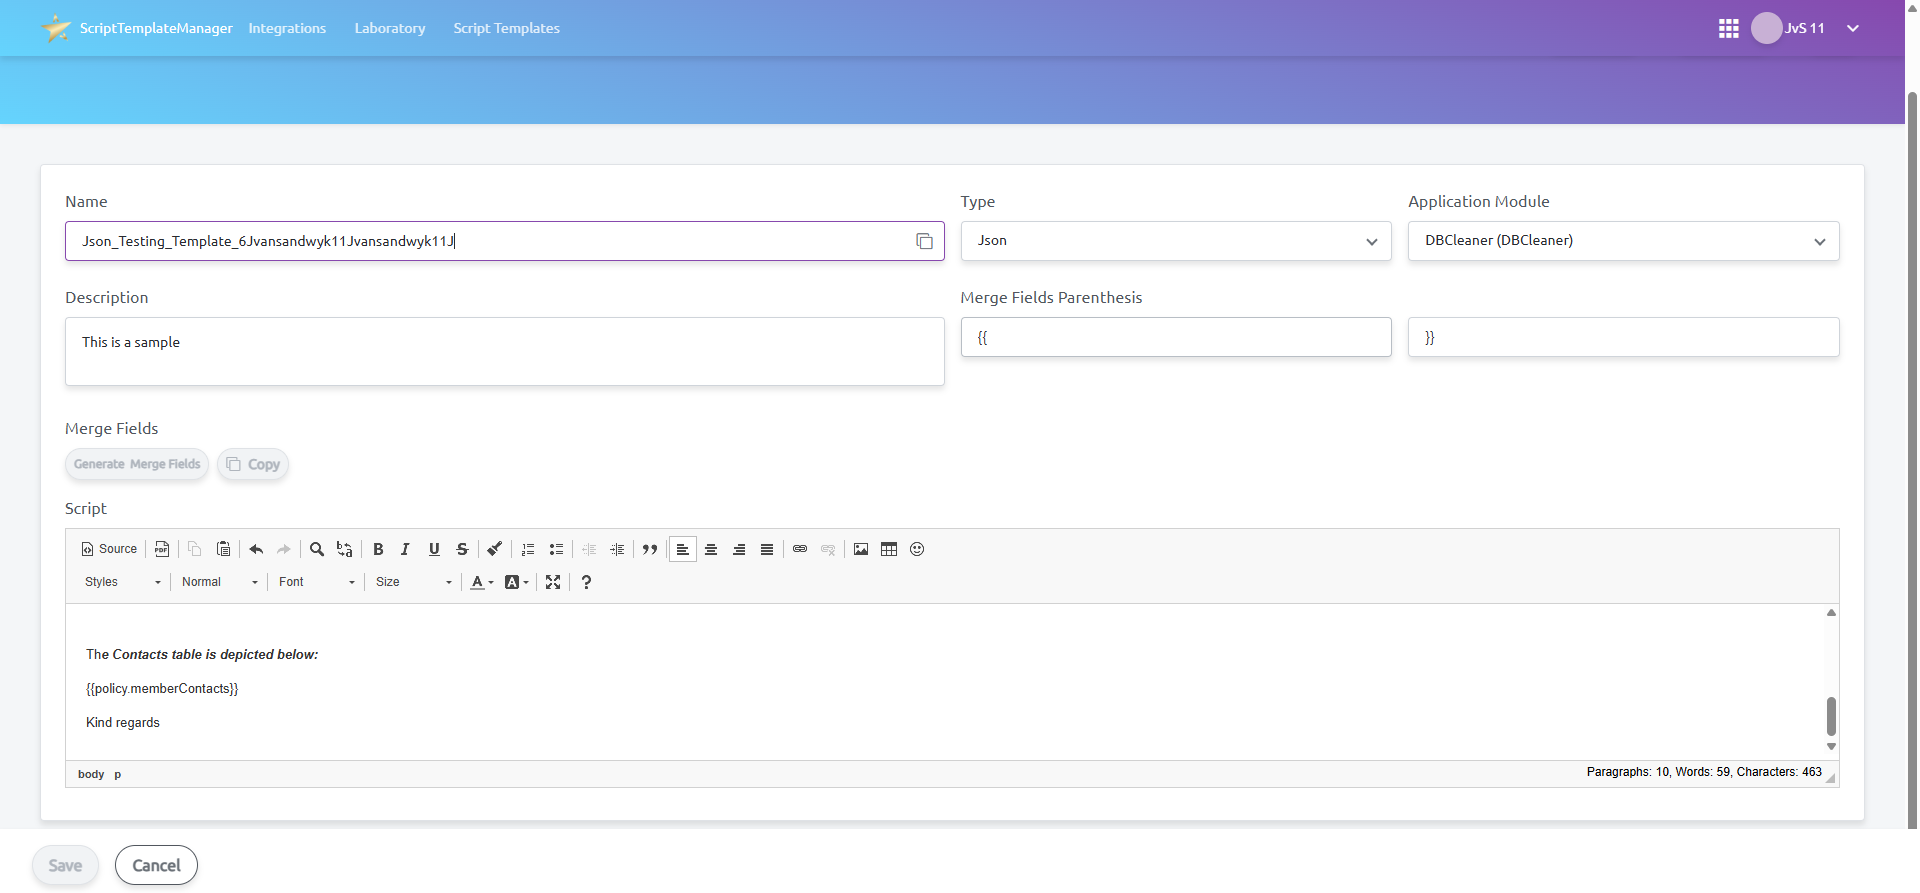 ScriptTemplateManager Integrations Laboratory Script Templates JvS 11
Name Type Application Module
Json_Testing_Template_6Jvansandwyk11Jvansandwyk11J Json DBCleaner (DBCleaner)
Description Merge Fields Parenthesis
This is a sample {{ }}
Merge Fields
Generate Merge Fields Copy
Script
Source PDF B I U S
Styles Normal Font Size A A ?
The Contacts table is depicted below:
{{policy.memberContacts}}
Kind regards
body p Paragraphs: 10, Words: 59, Characters: 463
Save Cancel